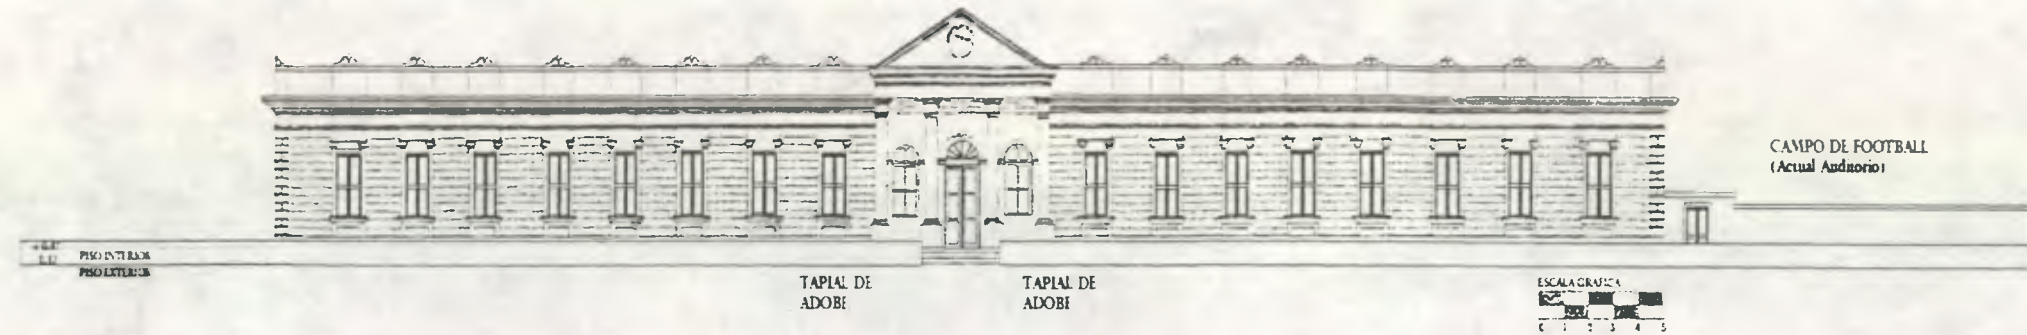 CAMPO DE FOOTBALL
(Actual Auditorio)
PISO INTERIOR
PISO EXTERIOR
TAPIAL DE
ADOBE
TAPIAL DE
ADOBE
ESCALA GRAFICA
0 1 2 3 4 5